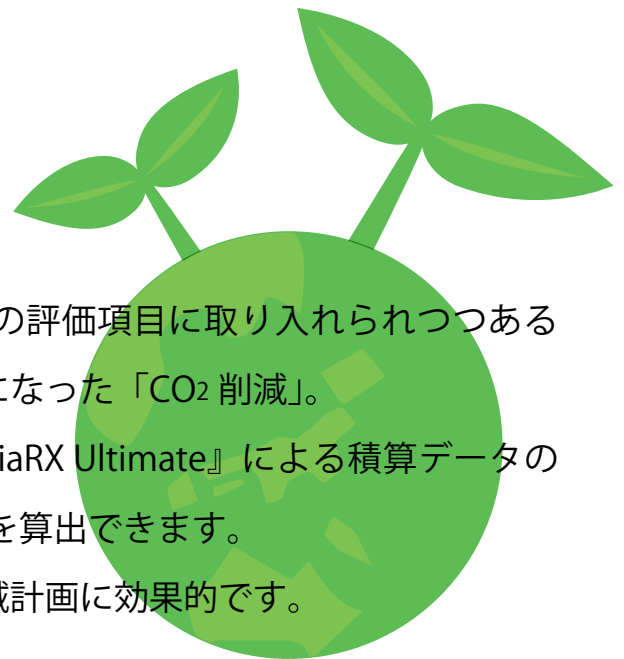 の評価項目に取り入れられつつある
になった「CO2 削減」。
iaRX Ultimate』による積算データの
を算出できます。
減計画に効果的です。